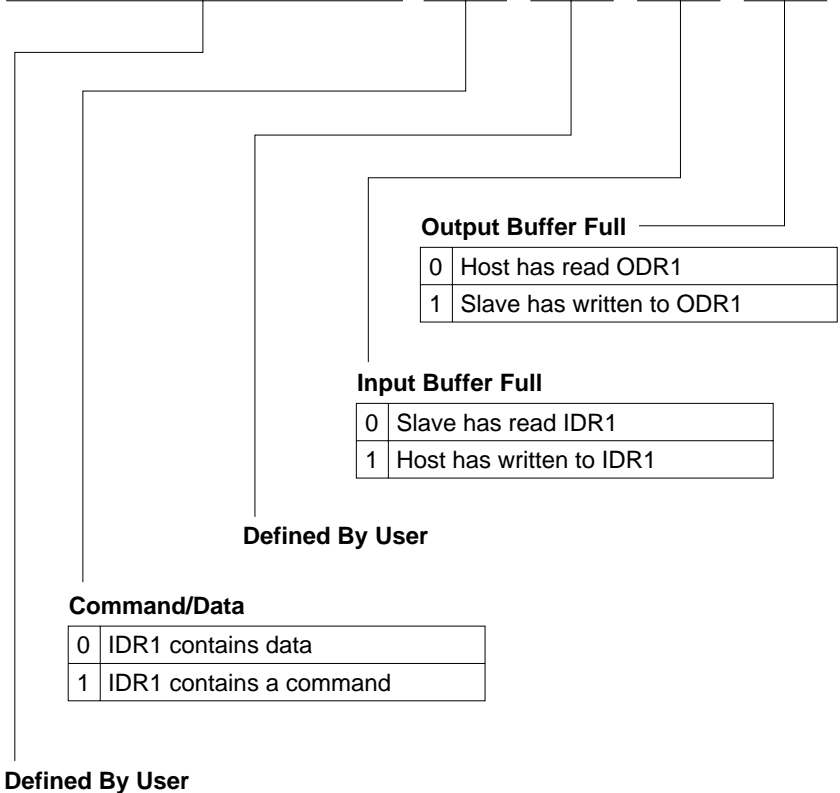 Output Buffer Full
0 Host has read ODR1
1 Slave has written to ODR1
Input Buffer Full
0 Slave has read IDR1
1 Host has written to IDR1
Defined By User
Command/Data
0 IDR1 contains data
1 IDR1 contains a command
Defined By User